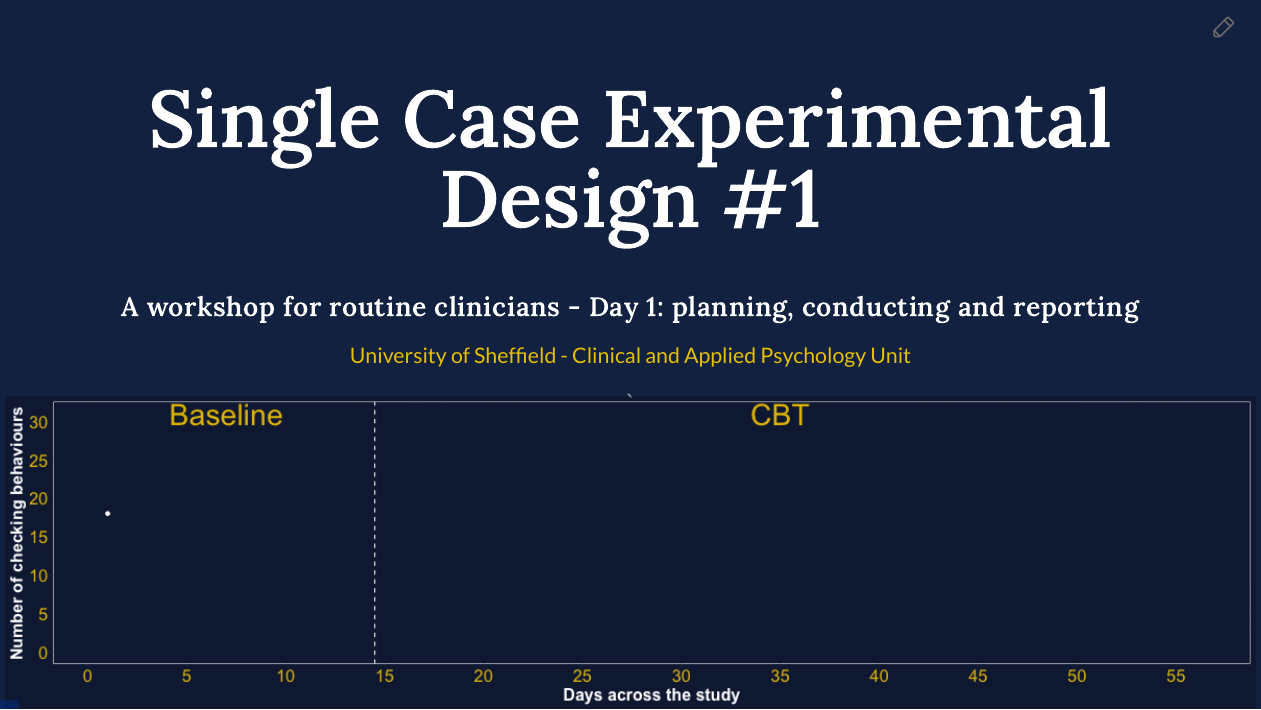 Single Case Experimental
Design #1
A workshop for routine clinicians - Day 1: planning, conducting and reporting
University of Sheffield - Clinical and Applied Psychology Unit
Baseline
CBT
Number of checking behaviours
30
25
20
15
10
5
0
0 5 10 15 20 25 30 35 40 45 50 55
Days across the study